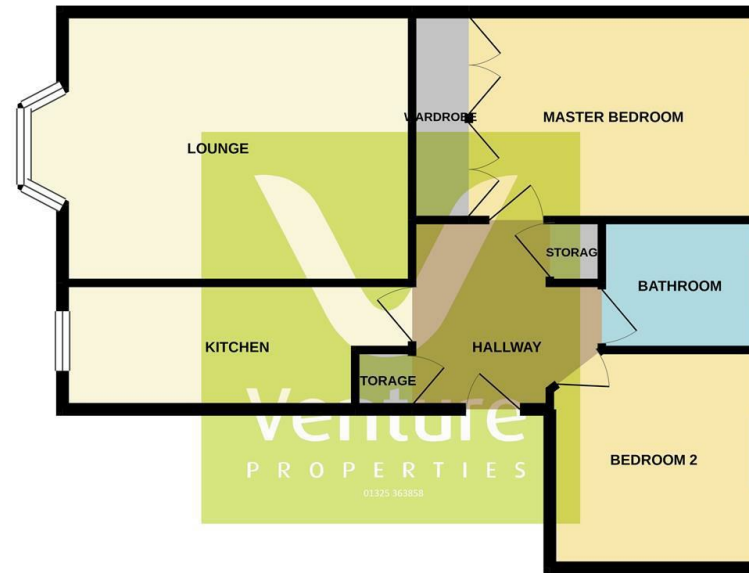 WARDROBE
MASTER BEDROOM
LOUNGE
STORAG
BATHROOM
KITCHEN
HALLWAY
TORAGE
Venture
PROPERTIES
01325 363858
BEDROOM 2